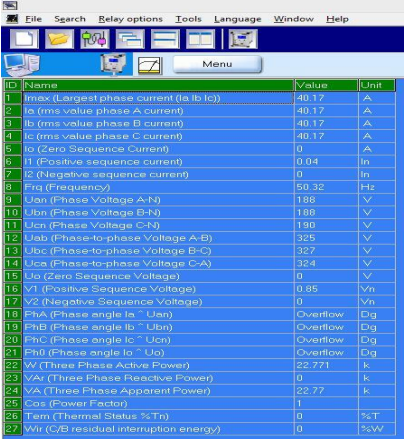 File Search Relay options Tools Language Window Help
Menu
ID Name Value Unit
1 Imax (Largest phase current (Ia Ib Ic)) 40.17 A
2 Ia (rms value phase A current) 40.17 A
3 Ib (rms value phase B current) 40.17 A
4 Ic (rms value phase C current) 40.17 A
5 Io (Zero Sequence Current) 0 A
6 I1 (Positive sequence current) 0.04 In
7 I2 (Negative sequence current) 0 In
8 Frq (Frequency) 50.32 Hz
9 Uan (Phase Voltage A-N) 188 V
10 Ubn (Phase Voltage B-N) 188 V
11 Ucn (Phase Voltage C-N) 190 V
12 Uab (Phase-to-phase Voltage A-B) 325 V
13 Ubc (Phase-to-phase Voltage B-C) 327 V
14 Uca (Phase-to-phase Voltage C-A) 324 V
15 Uo (Zero Sequence Voltage) 0 V
16 V1 (Positive Sequence Voltage) 0.85 Vn
17 V2 (Negative Sequence Voltage) 0 Vn
18 PhA (Phase angle Ia ^ Uan) Overflow Dg
19 PhB (Phase angle Ib ^ Ubn) Overflow Dg
20 PhC (Phase angle Ic ^ Ucn) Overflow Dg
21 Ph0 (Phase angle Io ^ Uo) Overflow Dg
22 W (Three Phase Active Power) 22.771 k
23 VAr (Three Phase Reactive Power) 0 k
24 VA (Three Phase Apparent Power) 22.77 k
25 Cos (Power Factor) 1
26 Tem (Thermal Status %Tn) 0 %T
27 Wir (C/B residual interruption energy) 0 %W